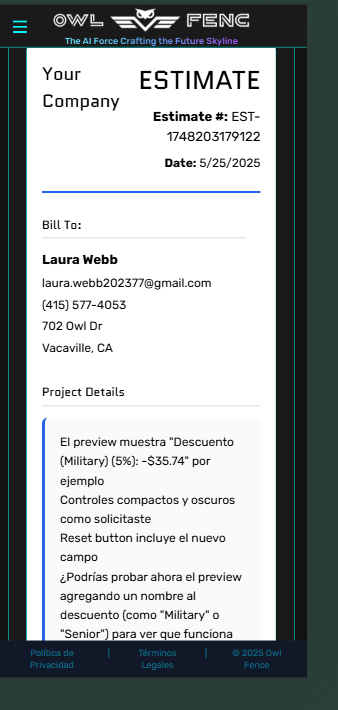 OWL FENC
The AI Force Crafting the Future Skyline
Your
Company
ESTIMATE
Estimate #: EST-
1748203179122
Date: 5/25/2025
Bill To:
Laura Webb
laura.webb202377@gmail.com
(415) 577-4053
702 Owl Dr
Vacaville, CA
Project Details
El preview muestra "Descuento
(Military) (5%): -$35.74" por
ejemplo
Controles compactos y oscuros
como solicitaste
Reset button incluye el nuevo
campo
¿Podrías probar ahora el preview
agregando un nombre al
descuento (como "Military" o
"Senior") para ver que funciona
Política de
Privacidad
|
Términos
Legales
|
© 2025 Owl
Fence